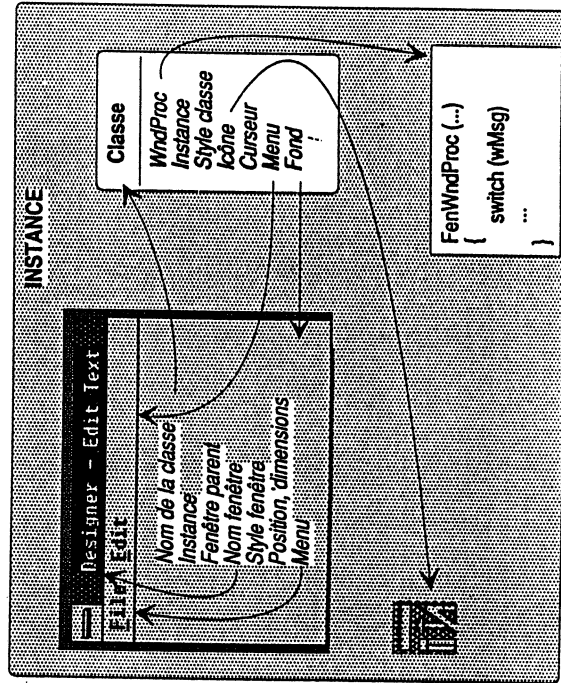 INSTANCE
Designer - Edit Text
File Edit
Nom de la classe
Instance
Fenêtre parent
Nom fenêtre
Style fenêtre
Position, dimensions
Menu
Classe
WndProc
Instance
Style classe
Icône
Curseur
Menu
Fond
FenWndProc (...)
{
switch (wMsg)
...
}